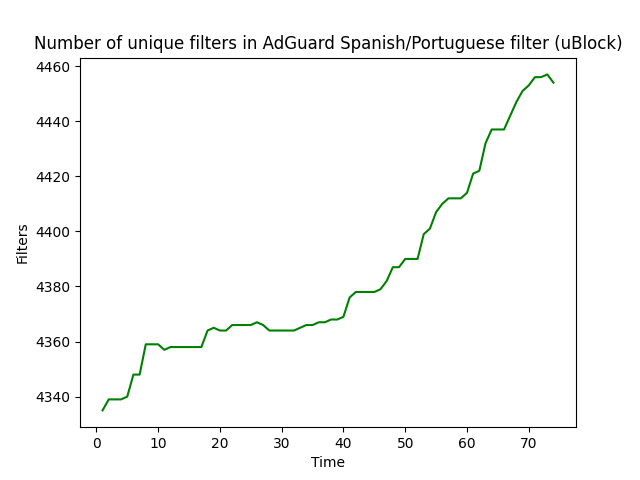 Number of unique filters in AdGuard Spanish/Portuguese filter (uBlock)
4460
4440
4420
4400
4380
4360
4340
Filters
0 10 20 30 40 50 60 70
Time